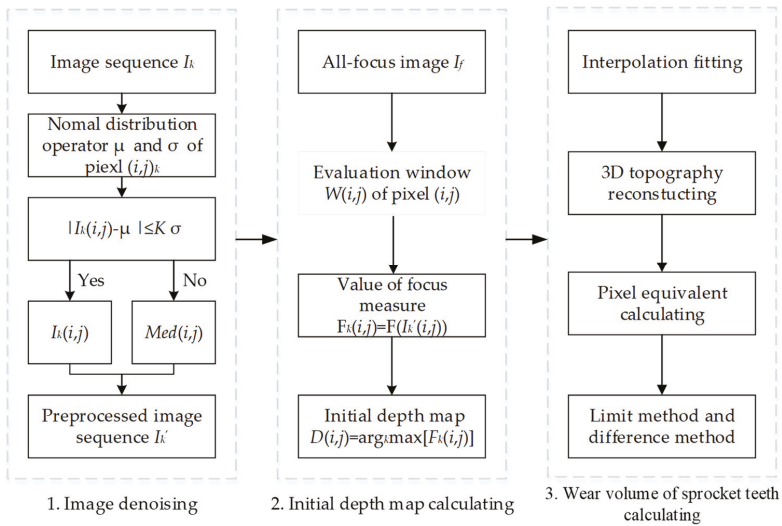 Image sequence Ik
Nomal distribution
operator μ and σ of
piexl (i,j)k
|Ik(i,j)-μ |≤K σ
Yes
No
Ik(i,j)
Med(i,j)
Preprocessed image
sequence Ik′
1. Image denoising
All-focus image If
Evaluation window
W(i,j) of pixel (i,j)
Value of focus
measure
Fk(i,j)=F(Ik′(i,j))
Initial depth map
D(i,j)=argkmax[Fk(i,j)]
2. Initial depth map calculating
Interpolation fitting
3D topography
reconstucting
Pixel equivalent
calculating
Limit method and
difference method
3. Wear volume of sprocket teeth
calculating